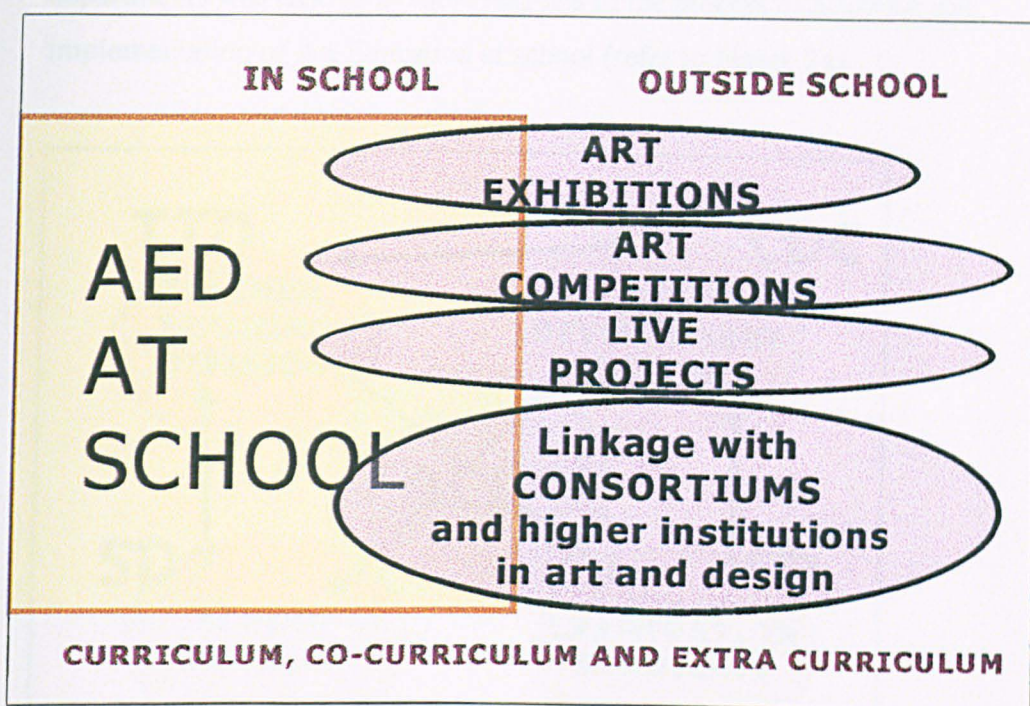 IN SCHOOL
OUTSIDE SCHOOL
AED
AT
SCHOOL
ART
EXHIBITIONS
ART
COMPETITIONS
LIVE
PROJECTS
Linkage with
CONSORTIUMS
and higher institutions
in art and design
CURRICULUM, CO-CURRICULUM AND EXTRA CURRICULUM